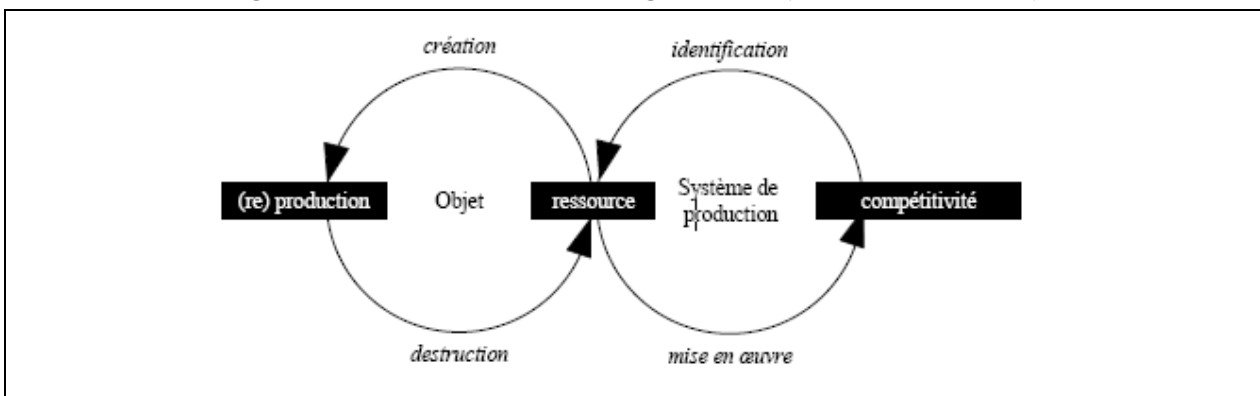 création
identification
(re) production
Objet
ressource
Système de
production
compétitivité
destruction
mise en œuvre